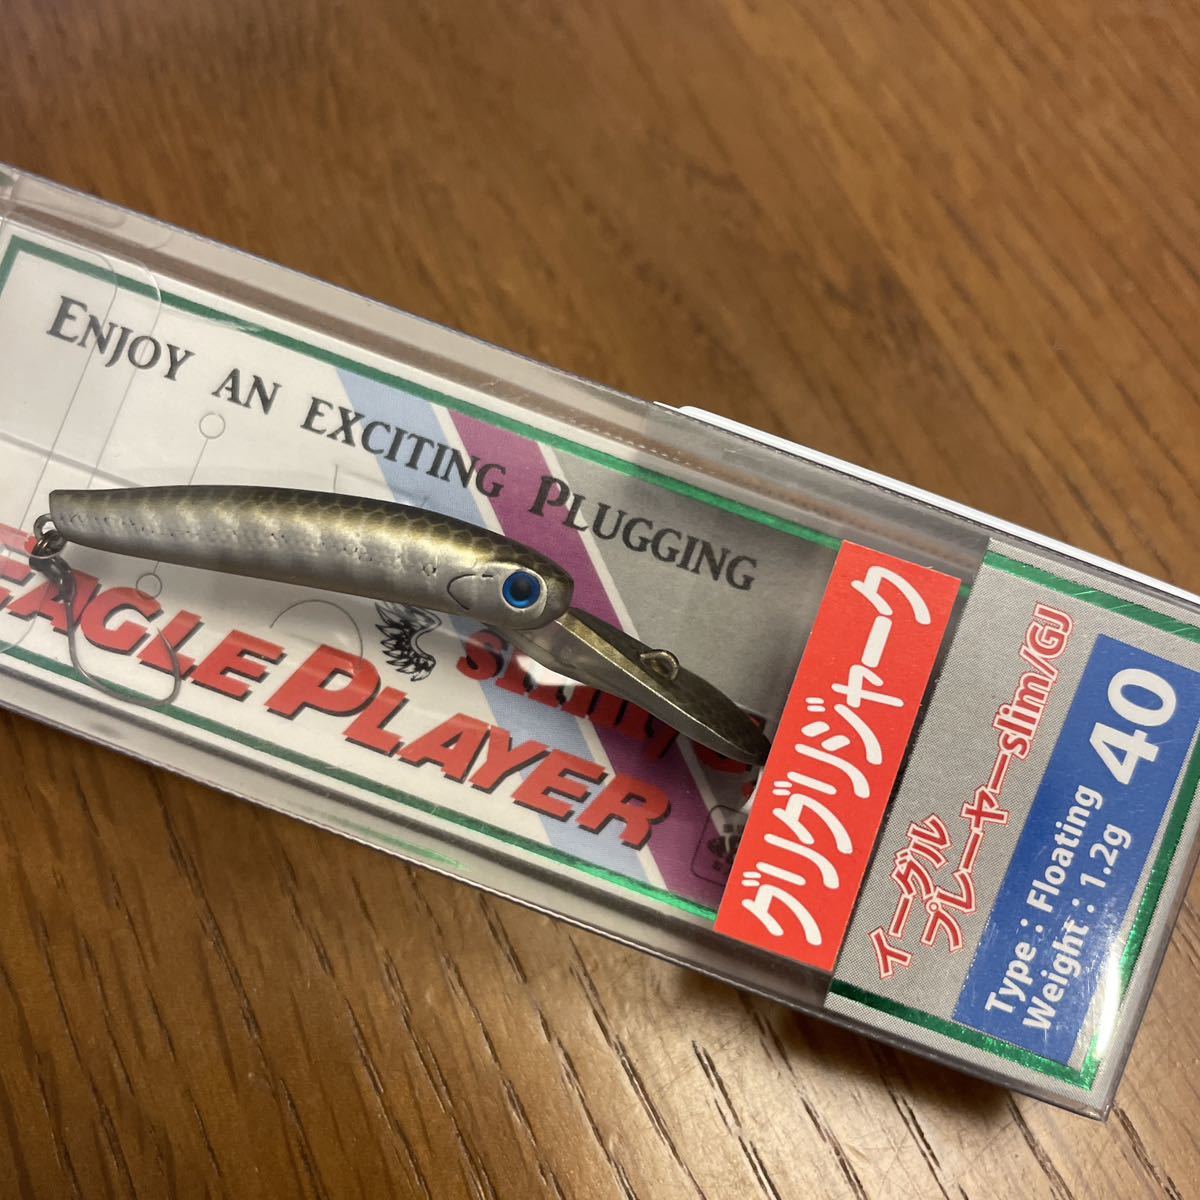 ENJOY AN EXCITING PLUGGING
EAGLE PLAYER
slim
グリグリジャーク
イーグル
プレーヤーslim/GJ
40
Type : Floating
Weight : 1.2g